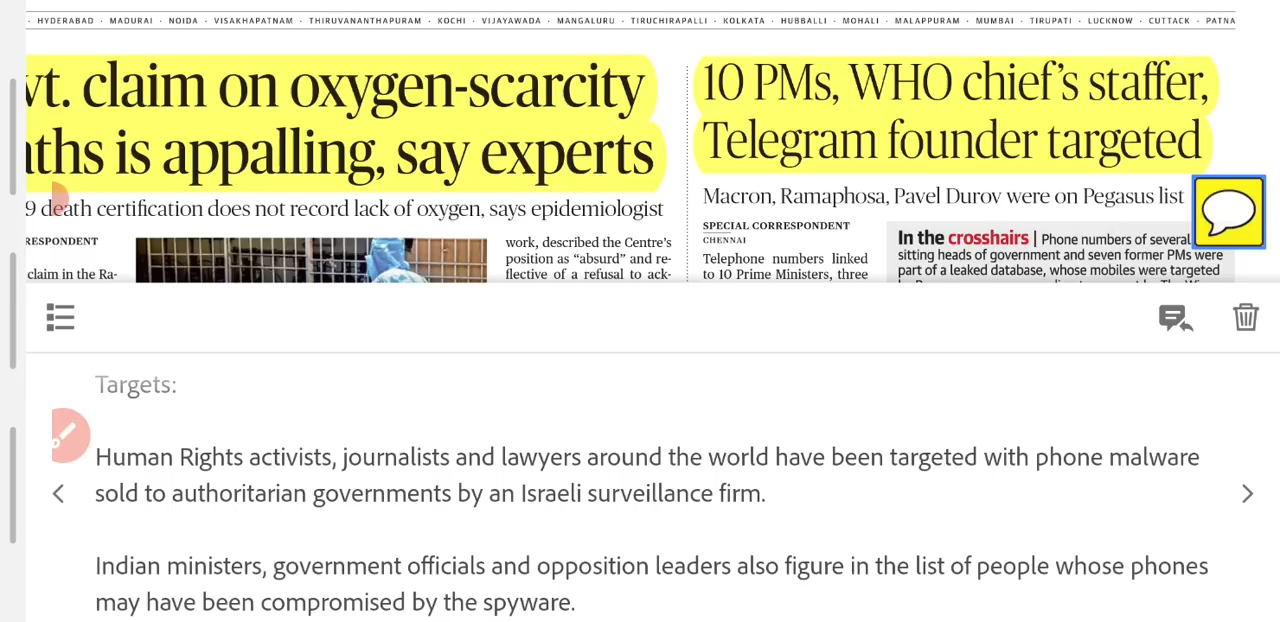 · HYDERABAD · MADURAI · NOIDA · VISAKHAPATNAM · THIRUVANANTHAPURAM · KOCHI · VIJAYAWADA · MANGALURU · TIRUCHIRAPALLI · KOLKATA · HUBBALLI · MOHALI · MALAPPURAM · MUMBAI · TIRUPATI · LUCKNOW · CUTTACK · PATNA
vt. claim on oxygen-scarcity
ths is appalling, say experts
9 death certification does not record lack of oxygen, says epidemiologist
RESPONDENT
claim in the Ra-
work, described the Centre's
position as “absurd” and re-
flective of a refusal to ack-
10 PMs, WHO chief's staffer,
Telegram founder targeted
Macron, Ramaphosa, Pavel Durov were on Pegasus list
SPECIAL CORRESPONDENT
CHENNAI
Telephone numbers linked
to 10 Prime Ministers, three
In the crosshairs | Phone numbers of several
sitting heads of government and seven former PMs were
part of a leaked database, whose mobiles were targeted
Targets:
Human Rights activists, journalists and lawyers around the world have been targeted with phone malware
sold to authoritarian governments by an Israeli surveillance firm.
Indian ministers, government officials and opposition leaders also figure in the list of people whose phones
may have been compromised by the spyware.